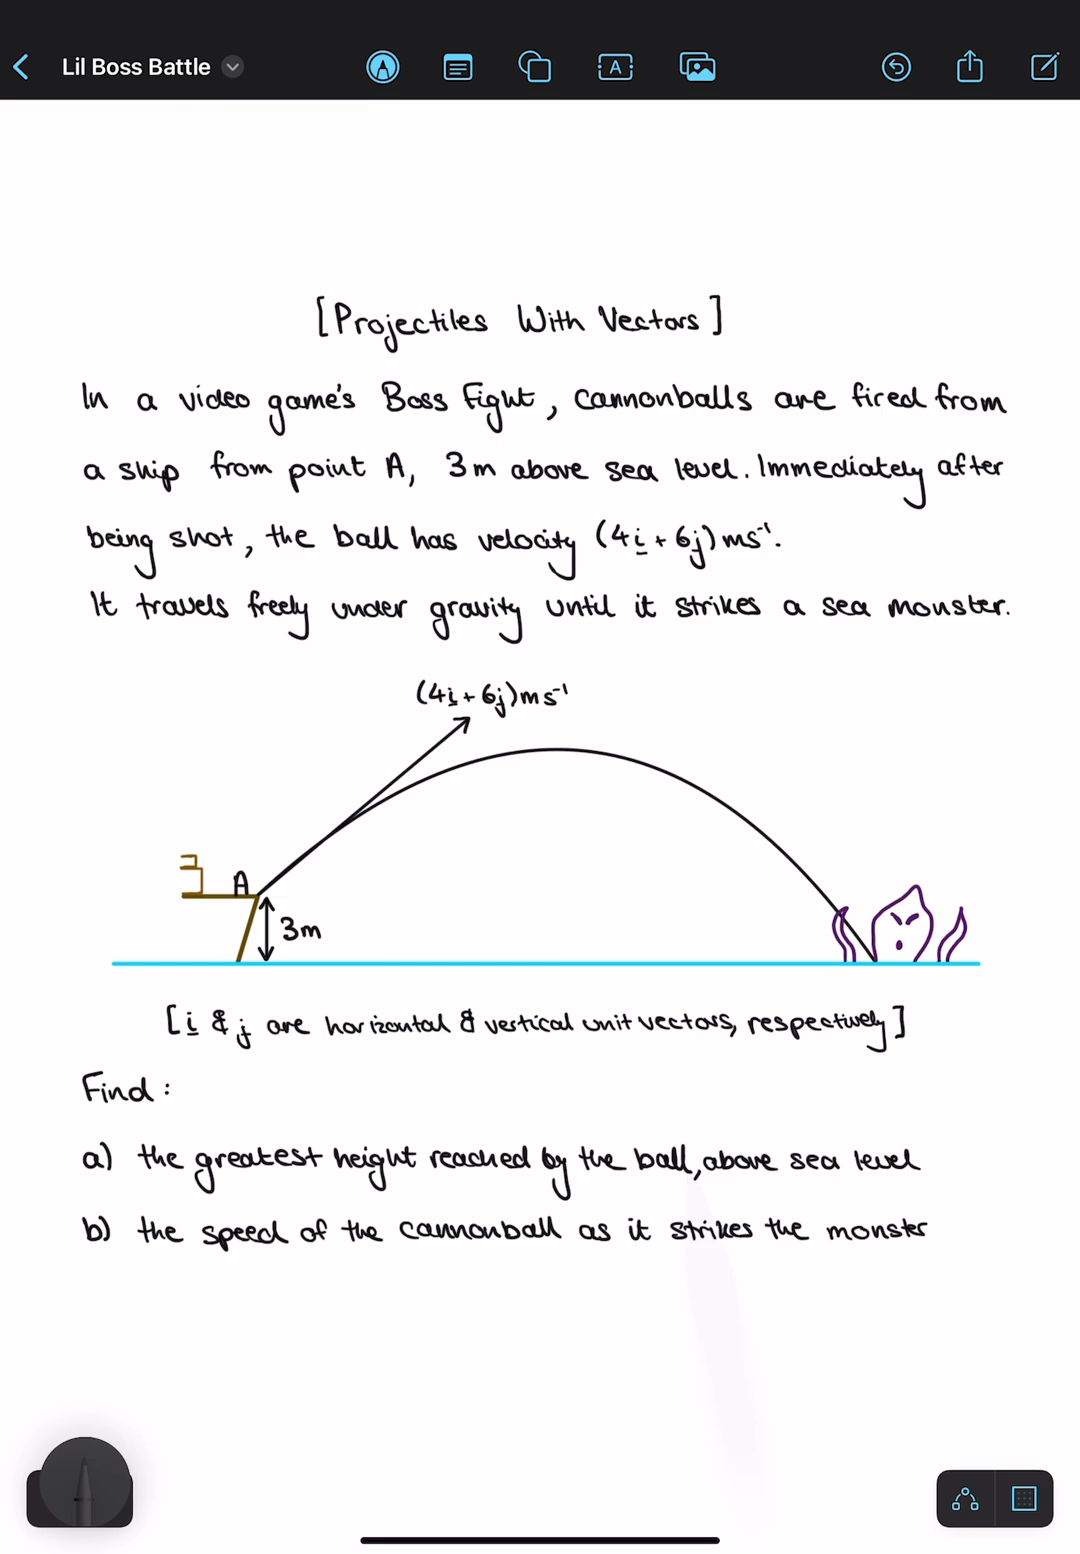 Lil Boss Battle
A
[Projectiles With Vectors]
In a video game's Boss Fight, cannonballs are fired from
a ship from point A, 3m above sea level. Immediately after
being shot, the ball has velocity (4i + 6j) ms⁻¹.
It travels freely under gravity until it strikes a sea monster.
(4i + 6j) ms⁻¹
A
3m
[i & j are horizontal & vertical unit vectors, respectively]
Find :
a) the greatest height reached by the ball, above sea level
b) the speed of the cannonball as it strikes the monster